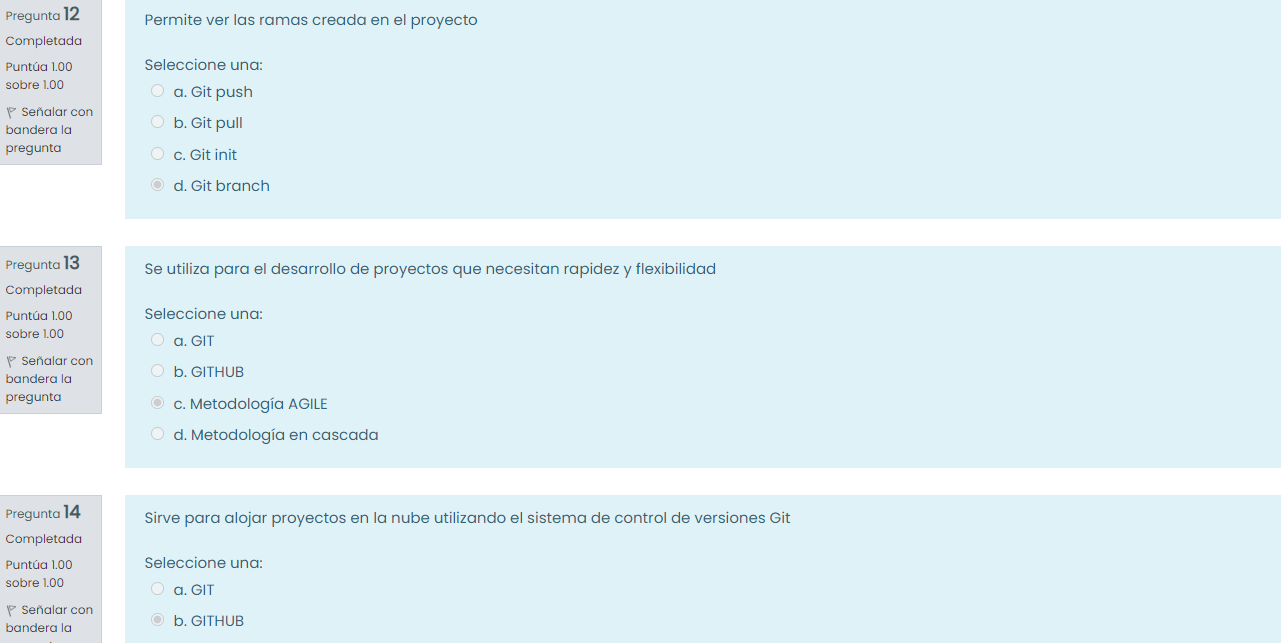 Pregunta 12
Completada
Puntúa 1.00
sobre 1.00
Señalar con
bandera la
pregunta
Permite ver las ramas creada en el proyecto
Seleccione una:
a. Git push
b. Git pull
c. Git init
d. Git branch
Pregunta 13
Completada
Puntúa 1.00
sobre 1.00
Señalar con
bandera la
pregunta
Se utiliza para el desarrollo de proyectos que necesitan rapidez y flexibilidad
Seleccione una:
a. GIT
b. GITHUB
c. Metodología AGILE
d. Metodología en cascada
Pregunta 14
Completada
Puntúa 1.00
sobre 1.00
Señalar con
bandera la
Sirve para alojar proyectos en la nube utilizando el sistema de control de versiones Git
Seleccione una:
a. GIT
b. GITHUB